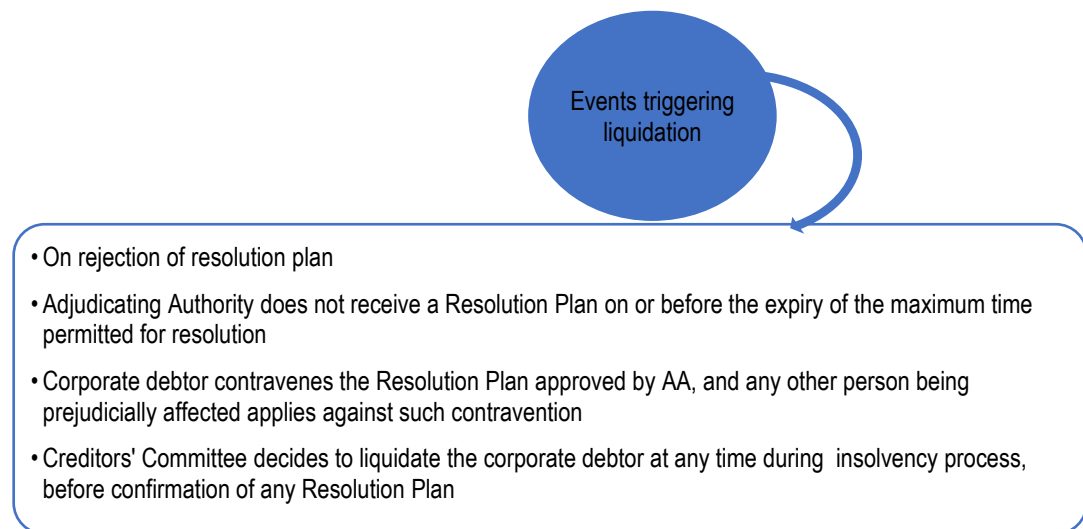 Events triggering
liquidation
• On rejection of resolution plan
• Adjudicating Authority does not receive a Resolution Plan on or before the expiry of the maximum time
permitted for resolution
• Corporate debtor contravenes the Resolution Plan approved by AA, and any other person being
prejudicially affected applies against such contravention
• Creditors' Committee decides to liquidate the corporate debtor at any time during insolvency process,
before confirmation of any Resolution Plan